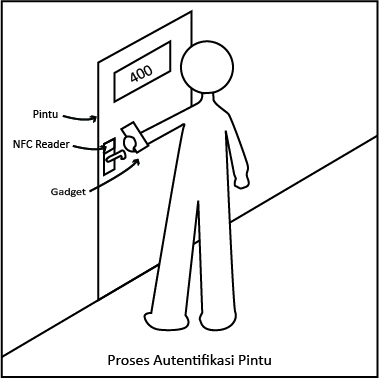 400
Pintu
NFC Reader
Gadget
Proses Autentifikasi Pintu